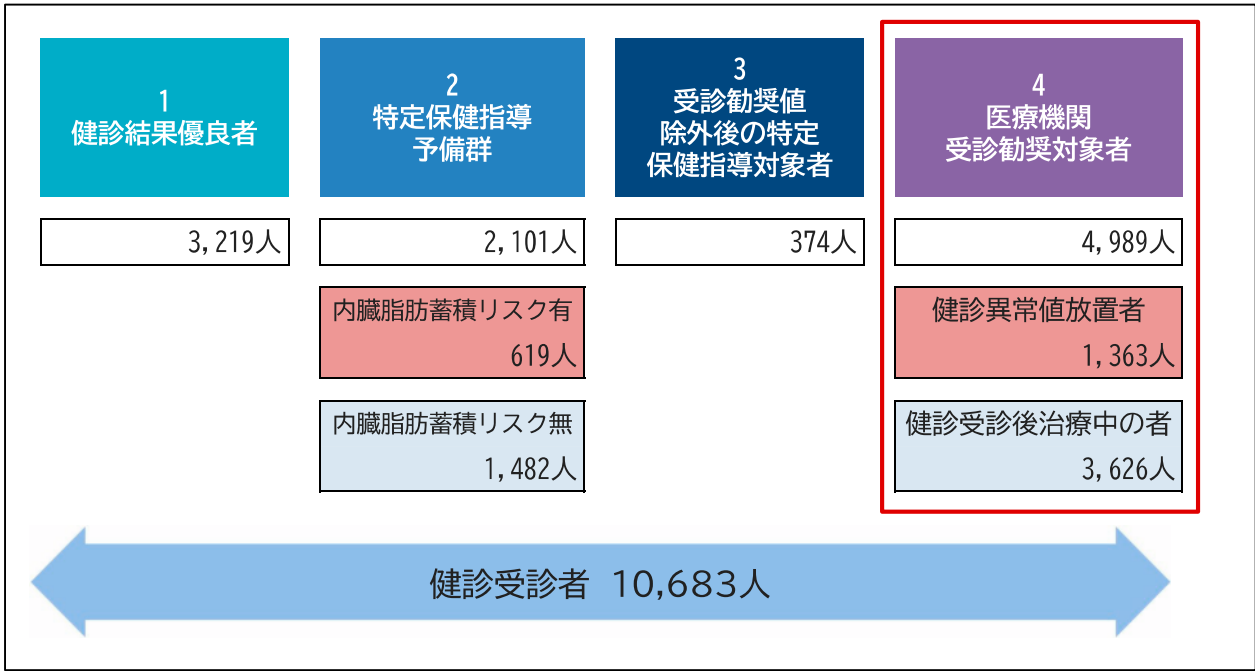 1
健診結果優良者
3,219人
2
特定保健指導
予備群
2,101人
内臓脂肪蓄積リスク有
619人
内臓脂肪蓄積リスク無
1,482人
3
受診勧奨値
除外後の特定
保健指導対象者
374人
4
医療機関
受診勧奨対象者
4,989人
健診異常値放置者
1,363人
健診受診後治療中の者
3,626人
健診受診者 10,683人